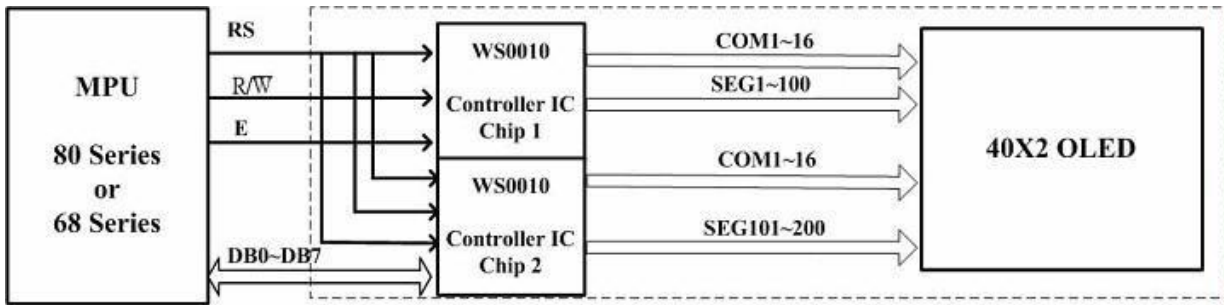 MPU
80 Series
or
68 Series
RS
R/W̅
E
DB0~DB7
WS0010
Controller IC
Chip 1
WS0010
Controller IC
Chip 2
COM1~16
SEG1~100
COM1~16
SEG101~200
40X2 OLED